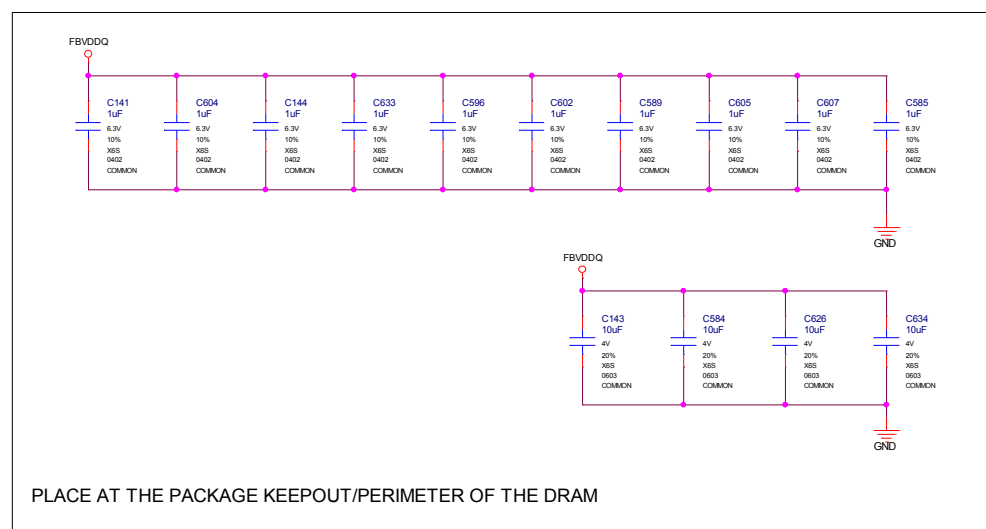 FBVDDQ
C141
1uF
6.3V
10%
X6S
0402
COMMON
C604
1uF
6.3V
10%
X6S
0402
COMMON
C144
1uF
6.3V
10%
X6S
0402
COMMON
C633
1uF
6.3V
10%
X6S
0402
COMMON
C596
1uF
6.3V
10%
X6S
0402
COMMON
C602
1uF
6.3V
10%
X6S
0402
COMMON
C589
1uF
6.3V
10%
X6S
0402
COMMON
C605
1uF
6.3V
10%
X6S
0402
COMMON
C607
1uF
6.3V
10%
X6S
0402
COMMON
C585
1uF
6.3V
10%
X6S
0402
COMMON
GND
FBVDDQ
C143
10uF
4V
20%
X6S
0603
COMMON
C584
10uF
4V
20%
X6S
0603
COMMON
C626
10uF
4V
20%
X6S
0603
COMMON
C634
10uF
4V
20%
X6S
0603
COMMON
GND
PLACE AT THE PACKAGE KEEPOUT/PERIMETER OF THE DRAM